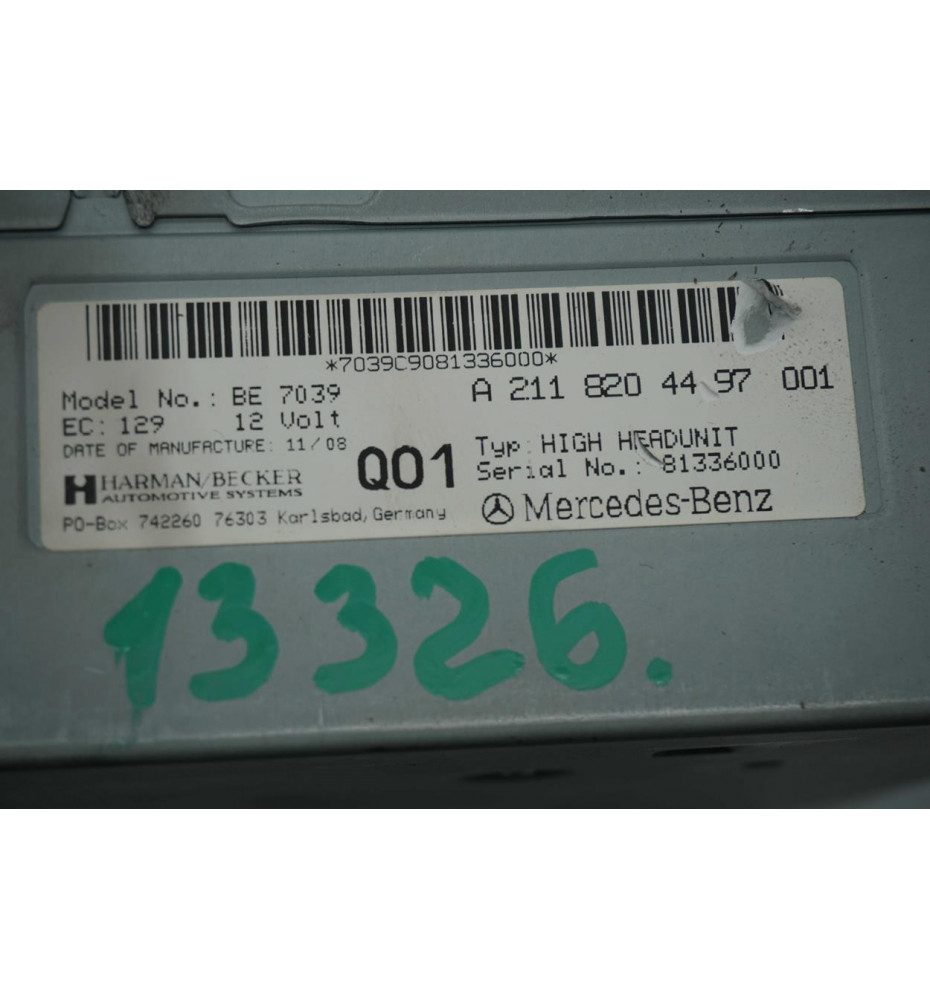 *7039C9081336000*
Model No.: BE 7039
A 211 820 44 97 001
EC: 129 12 Volt
DATE OF MANUFACTURE: 11/08
Q01
Typ: HIGH HEADUNIT
Serial No.: 81336000
HARMAN/BECKER
AUTOMOTIVE SYSTEMS
Mercedes-Benz
PO-Box 742260 76303 Karlsbad, Germany
13326.